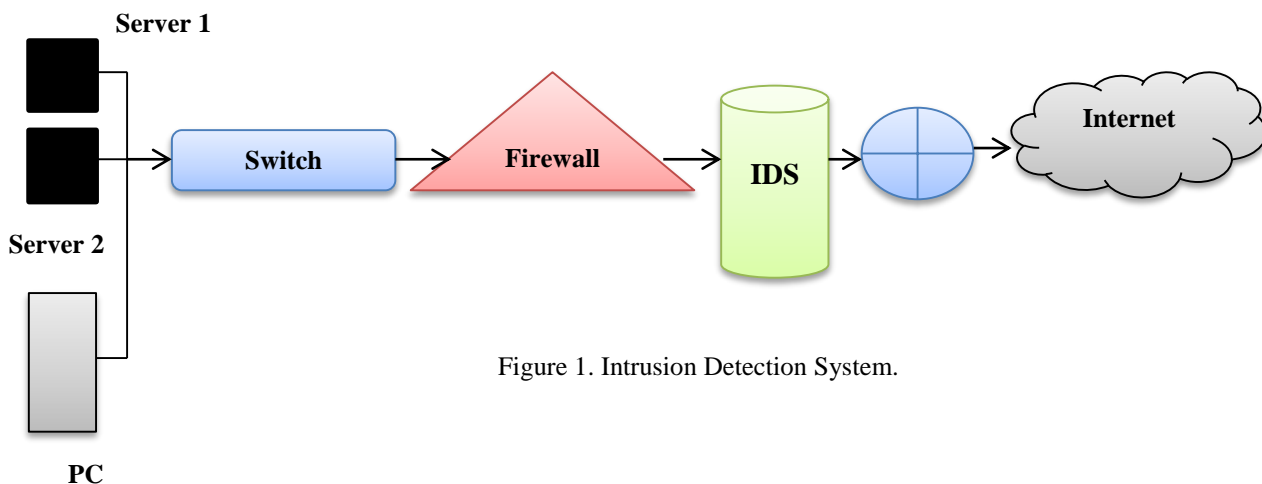 Server 1
Switch
Firewall
IDS
Internet
Server 2
PC
Figure 1. Intrusion Detection System.